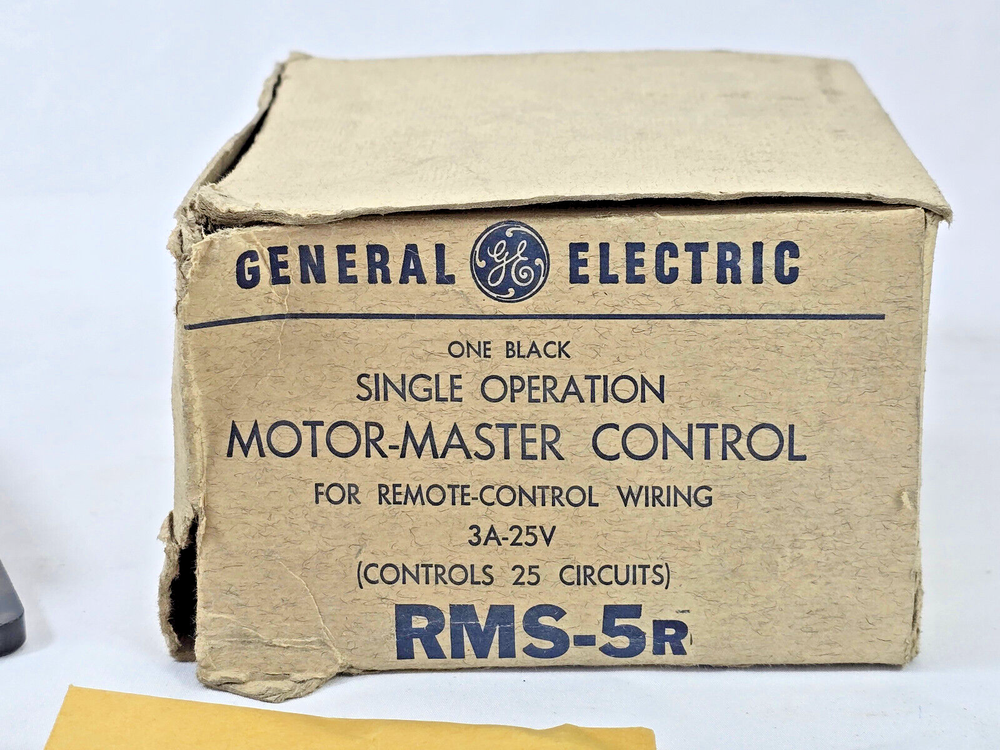 GENERAL GE ELECTRIC
ONE BLACK
SINGLE OPERATION
MOTOR-MASTER CONTROL
FOR REMOTE-CONTROL WIRING
3A-25V
(CONTROLS 25 CIRCUITS)
RMS-5R